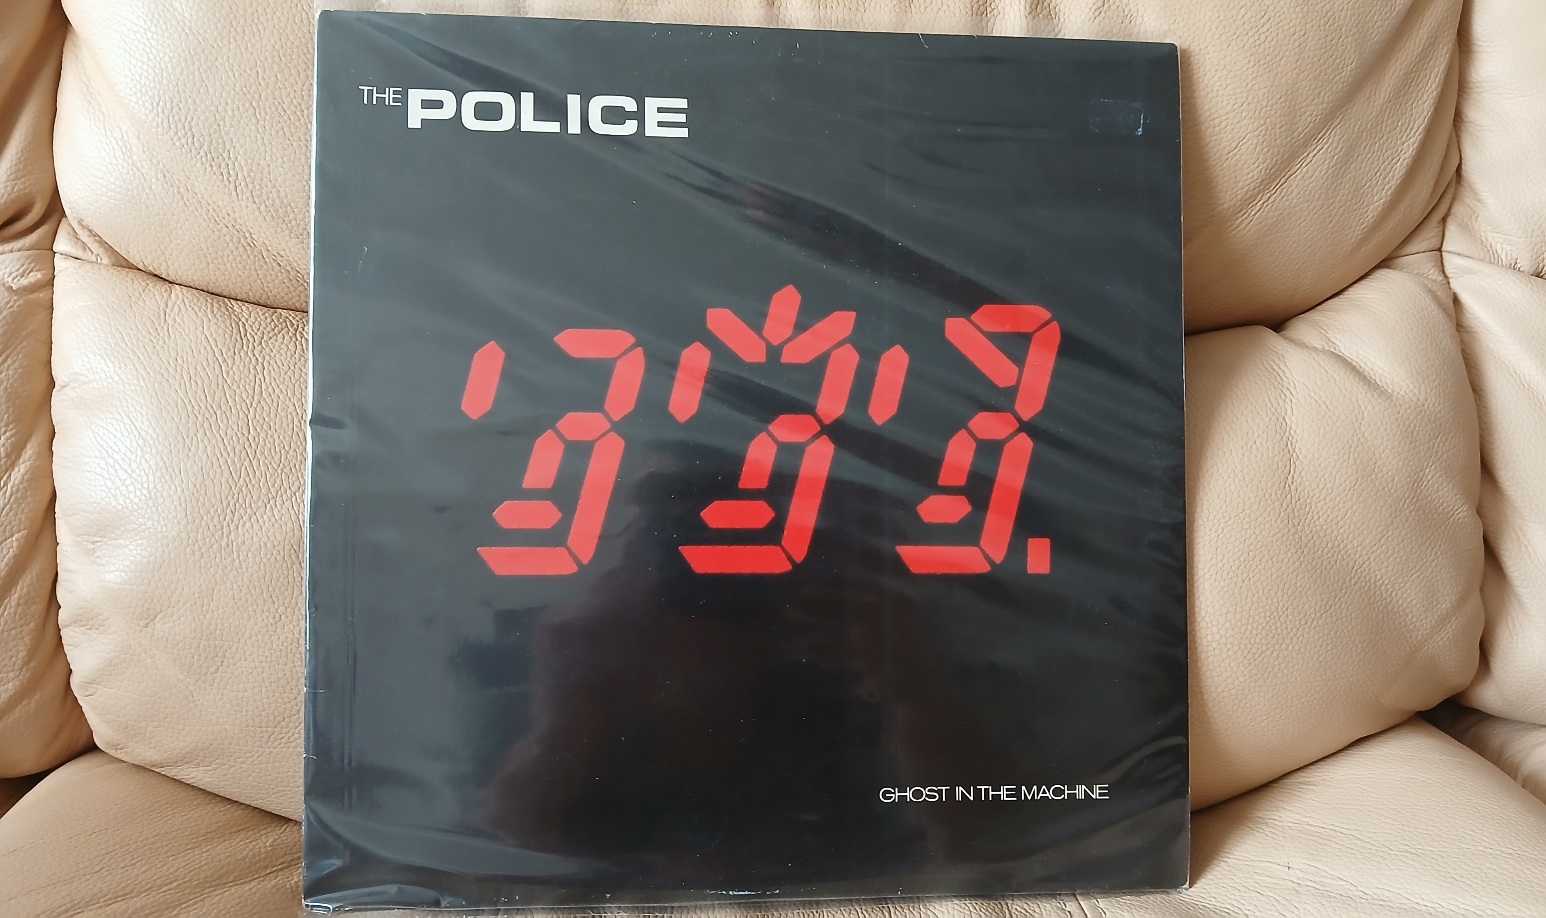 THE POLICE
GHOST IN THE MACHINE